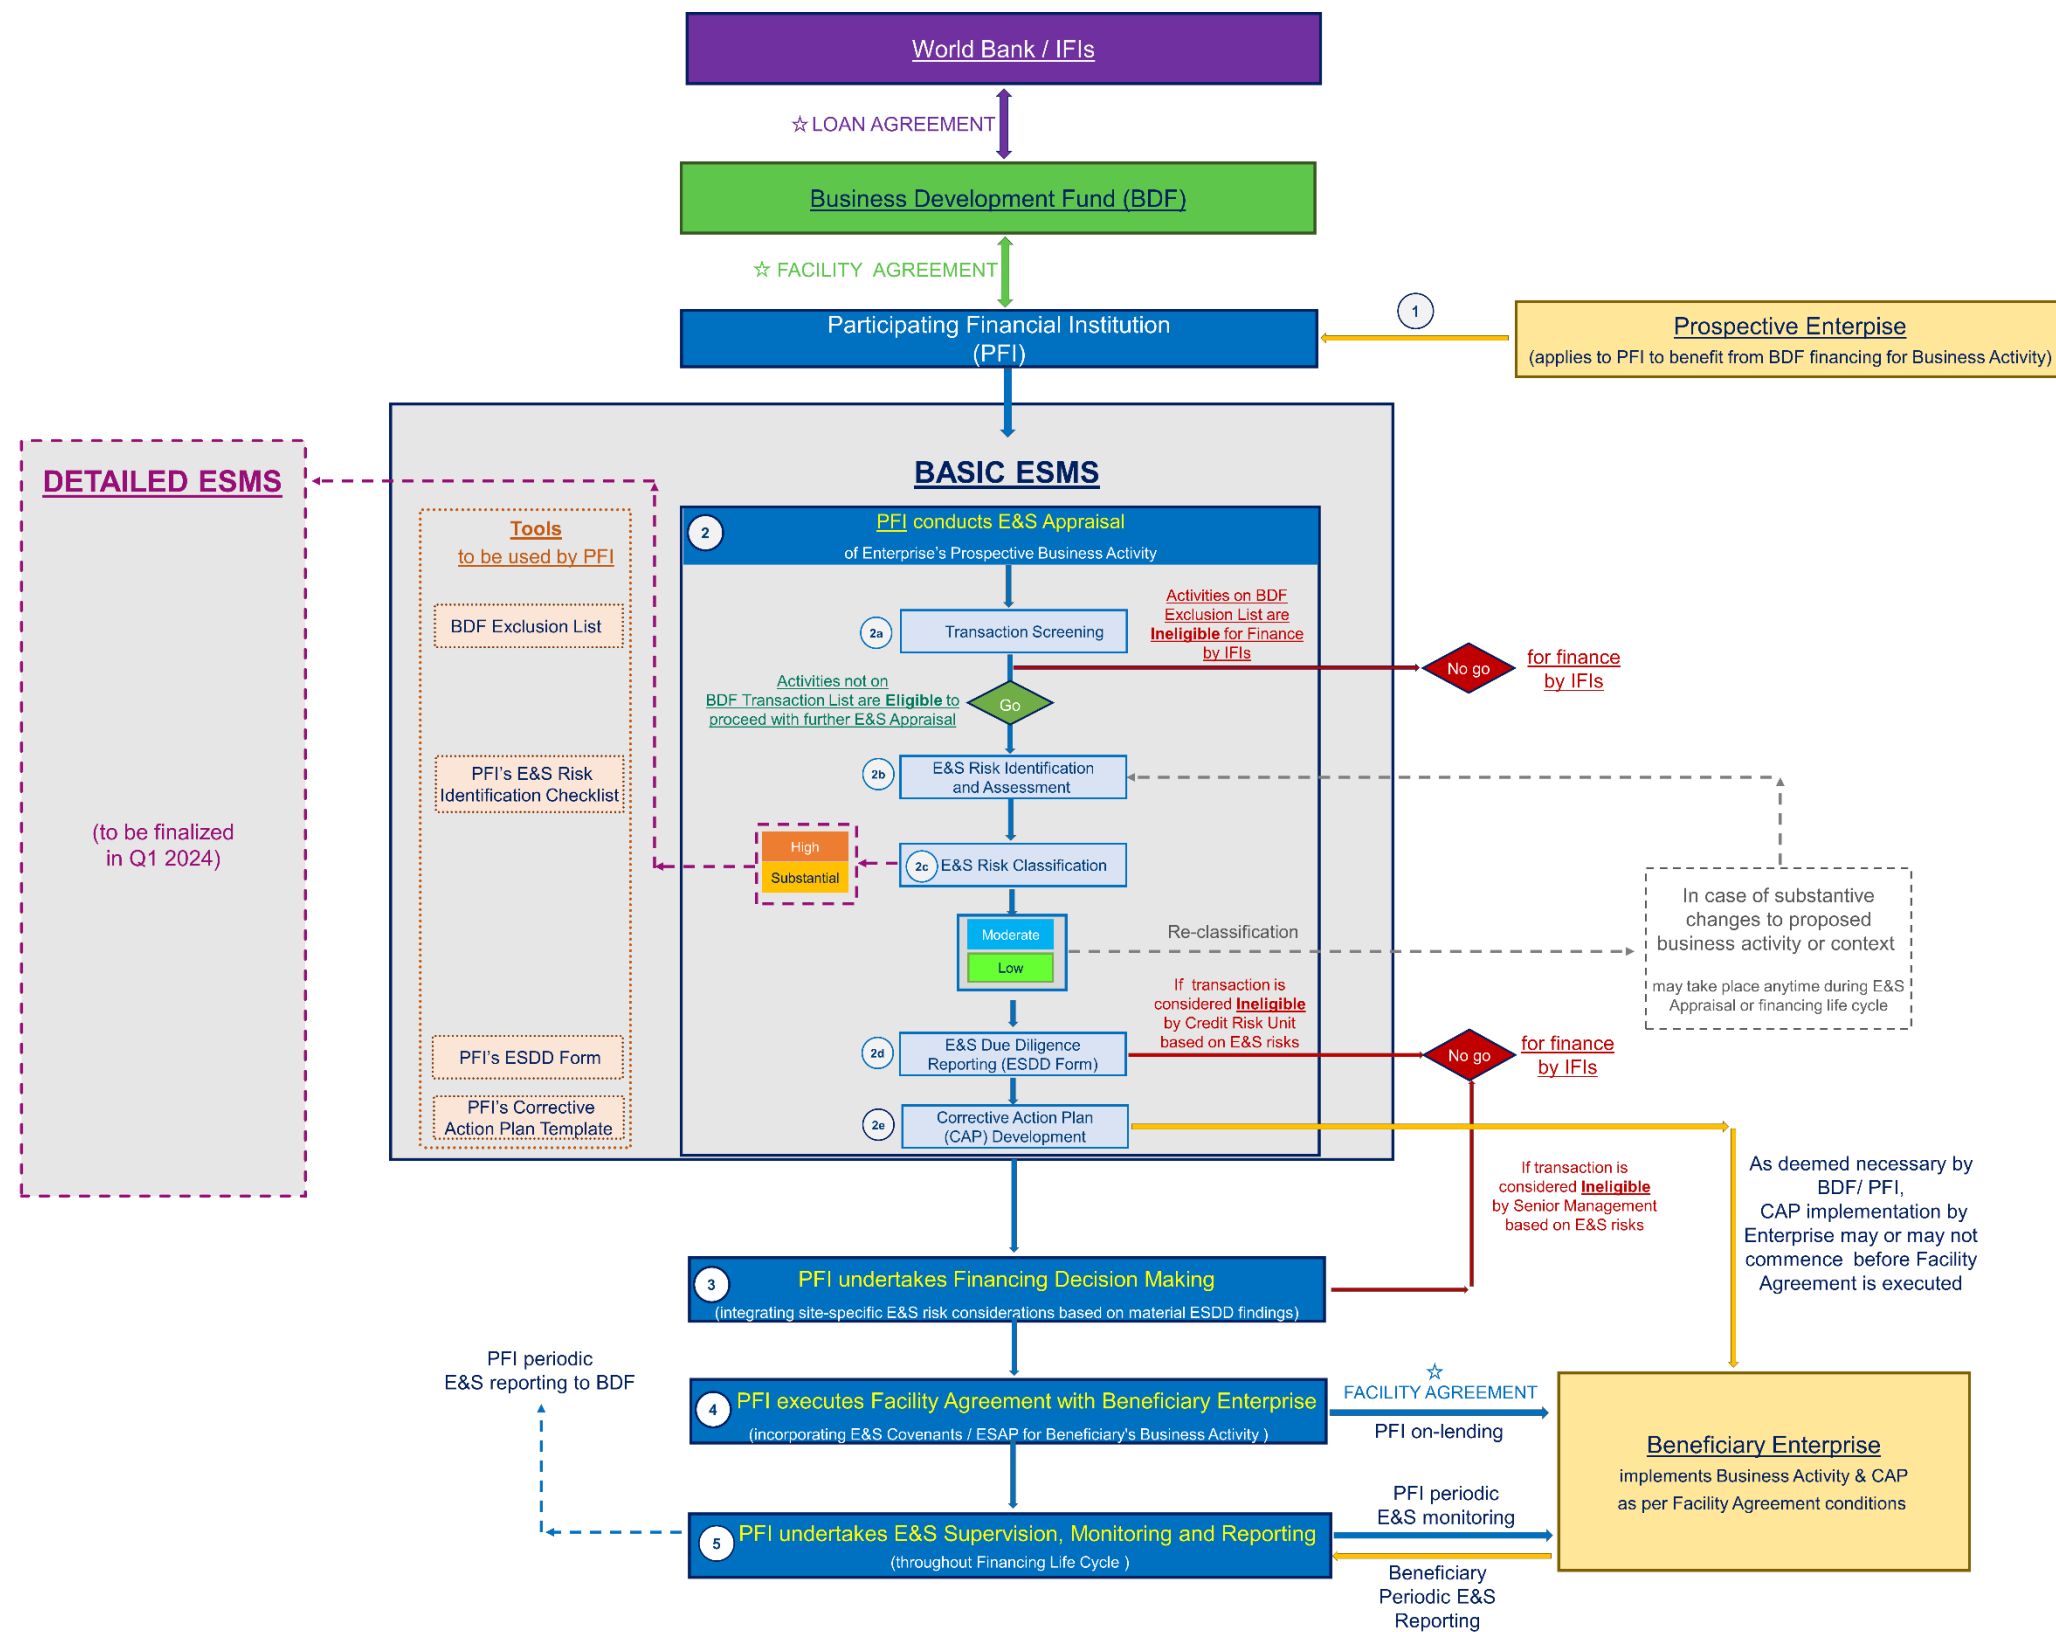 World Bank / IFIs
☆ LOAN AGREEMENT
Business Development Fund (BDF)
☆ FACILITY AGREEMENT
Participating Financial Institution
(PFI)
1
Prospective Enterpise
(applies to PFI to benefit from BDF financing for Business Activity)
DETAILED ESMS
(to be finalized
in Q1 2024)
BASIC ESMS
Tools
to be used by PFI
BDF Exclusion List
PFI's E&S Risk
Identification Checklist
PFI's ESDD Form
PFI's Corrective
Action Plan Template
2
PFI conducts E&S Appraisal
of Enterprise's Prospective Business Activity
2a
Transaction Screening
Activities on BDF
Exclusion List are
Ineligible for Finance
by IFIs
No go
for finance
by IFIs
Activities not on
BDF Transaction List are Eligible to
proceed with further E&S Appraisal
Go
2b
E&S Risk Identification
and Assessment
2c
E&S Risk Classification
High
Substantial
Moderate
Low
Re-classification
In case of substantive
changes to proposed
business activity or context
may take place anytime during E&S
Appraisal or financing life cycle
If transaction is
considered Ineligible
by Credit Risk Unit
based on E&S risks
2d
E&S Due Diligence
Reporting (ESDD Form)
No go
for finance
by IFIs
2e
Corrective Action Plan
(CAP) Development
If transaction is
considered Ineligible
by Senior Management
based on E&S risks
As deemed necessary by
BDF/ PFI,
CAP implementation by
Enterprise may or may not
commence before Facility
Agreement is executed
3
PFI undertakes Financing Decision Making
(integrating site-specific E&S risk considerations based on material ESDD findings)
4
PFI executes Facility Agreement with Beneficiary Enterprise
(incorporating E&S Covenants / ESAP for Beneficiary's Business Activity )
☆
FACILITY AGREEMENT
PFI on-lending
PFI periodic
E&S reporting to BDF
5
PFI undertakes E&S Supervision, Monitoring and Reporting
(throughout Financing Life Cycle )
PFI periodic
E&S monitoring
Beneficiary
Periodic E&S
Reporting
Beneficiary Enterprise
implements Business Activity & CAP
as per Facility Agreement conditions